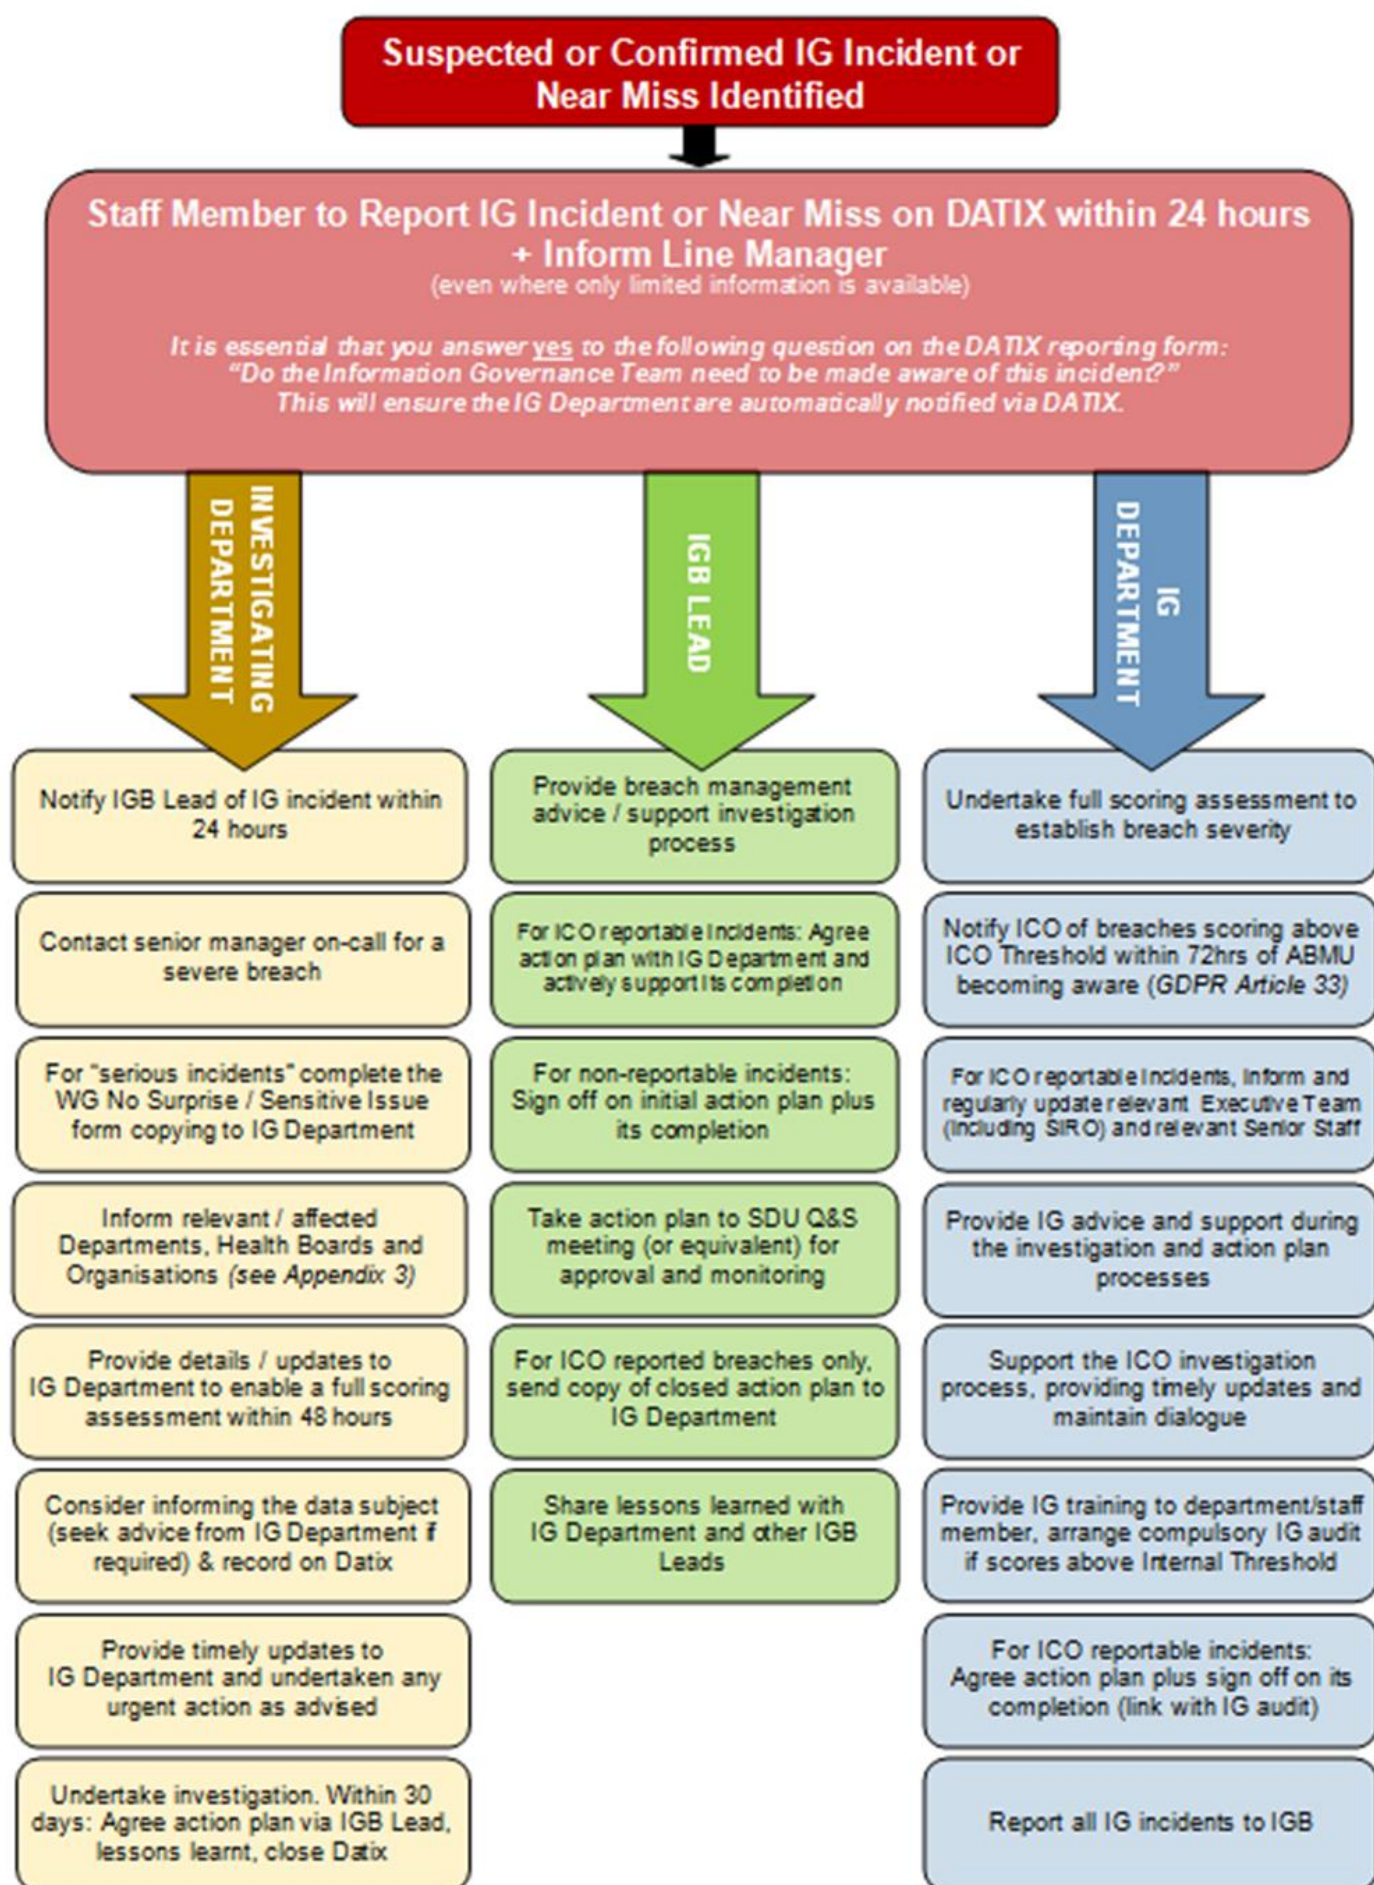 Suspected or Confirmed IG Incident or
Near Miss Identified
Staff Member to Report IG Incident or Near Miss on DATIX within 24 hours
+ Inform Line Manager
(even where only limited information is available)
It is essential that you answer yes to the following question on the DATIX reporting form:
“Do the Information Governance Team need to be made aware of this incident?”
This will ensure the IG Department are automatically notified via DATIX.
INVESTIGATING
DEPARTMENT
Notify IGB Lead of IG incident within
24 hours
Contact senior manager on-call for a
severe breach
For "serious incidents" complete the
WG No Surprise / Sensitive Issue
form copying to IG Department
Inform relevant / affected
Departments, Health Boards and
Organisations (see Appendix 3)
Provide details / updates to
IG Department to enable a full scoring
assessment within 48 hours
Consider informing the data subject
(seek advice from IG Department if
required) & record on Datix
Provide timely updates to
IG Department and undertaken any
urgent action as advised
Undertake investigation. Within 30
days: Agree action plan via IGB Lead,
lessons learnt, close Datix
IGB LEAD
Provide breach management
advice / support investigation
process
For ICO reportable Incidents: Agree
action plan with IG Department and
actively support its completion
For non-reportable incidents:
Sign off on initial action plan plus
its completion
Take action plan to SDU Q&S
meeting (or equivalent) for
approval and monitoring
For ICO reported breaches only,
send copy of closed action plan to
IG Department
Share lessons learned with
IG Department and other IGB
Leads
IG
DEPARTMENT
Undertake full scoring assessment to
establish breach severity
Notify ICO of breaches scoring above
ICO Threshold within 72hrs of ABMU
becoming aware (GDPR Article 33)
For ICO reportable Incidents, Inform and
regularly update relevant Executive Team
(Including SIRO) and relevant Senior Staff
Provide IG advice and support during
the investigation and action plan
processes
Support the ICO investigation
process, providing timely updates and
maintain dialogue
Provide IG training to department/staff
member, arrange compulsory IG audit
if scores above Internal Threshold
For ICO reportable incidents:
Agree action plan plus sign off on its
completion (link with IG audit)
Report all IG incidents to IGB